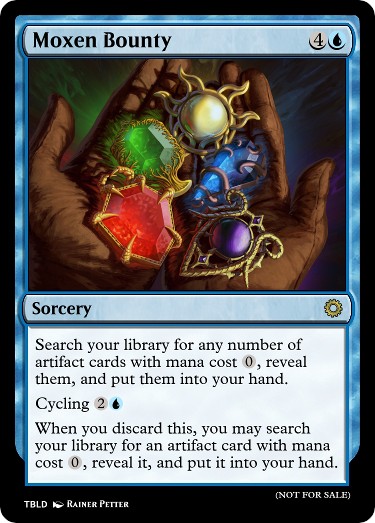 Moxen Bounty 4
Sorcery
Search your library for any number of
artifact cards with mana cost 0, reveal
them, and put them into your hand.
Cycling 2
When you discard this, you may search
your library for an artifact card with mana
cost 0, reveal it, and put it into your hand.
(NOT FOR SALE)
TBLD Rainer Petter